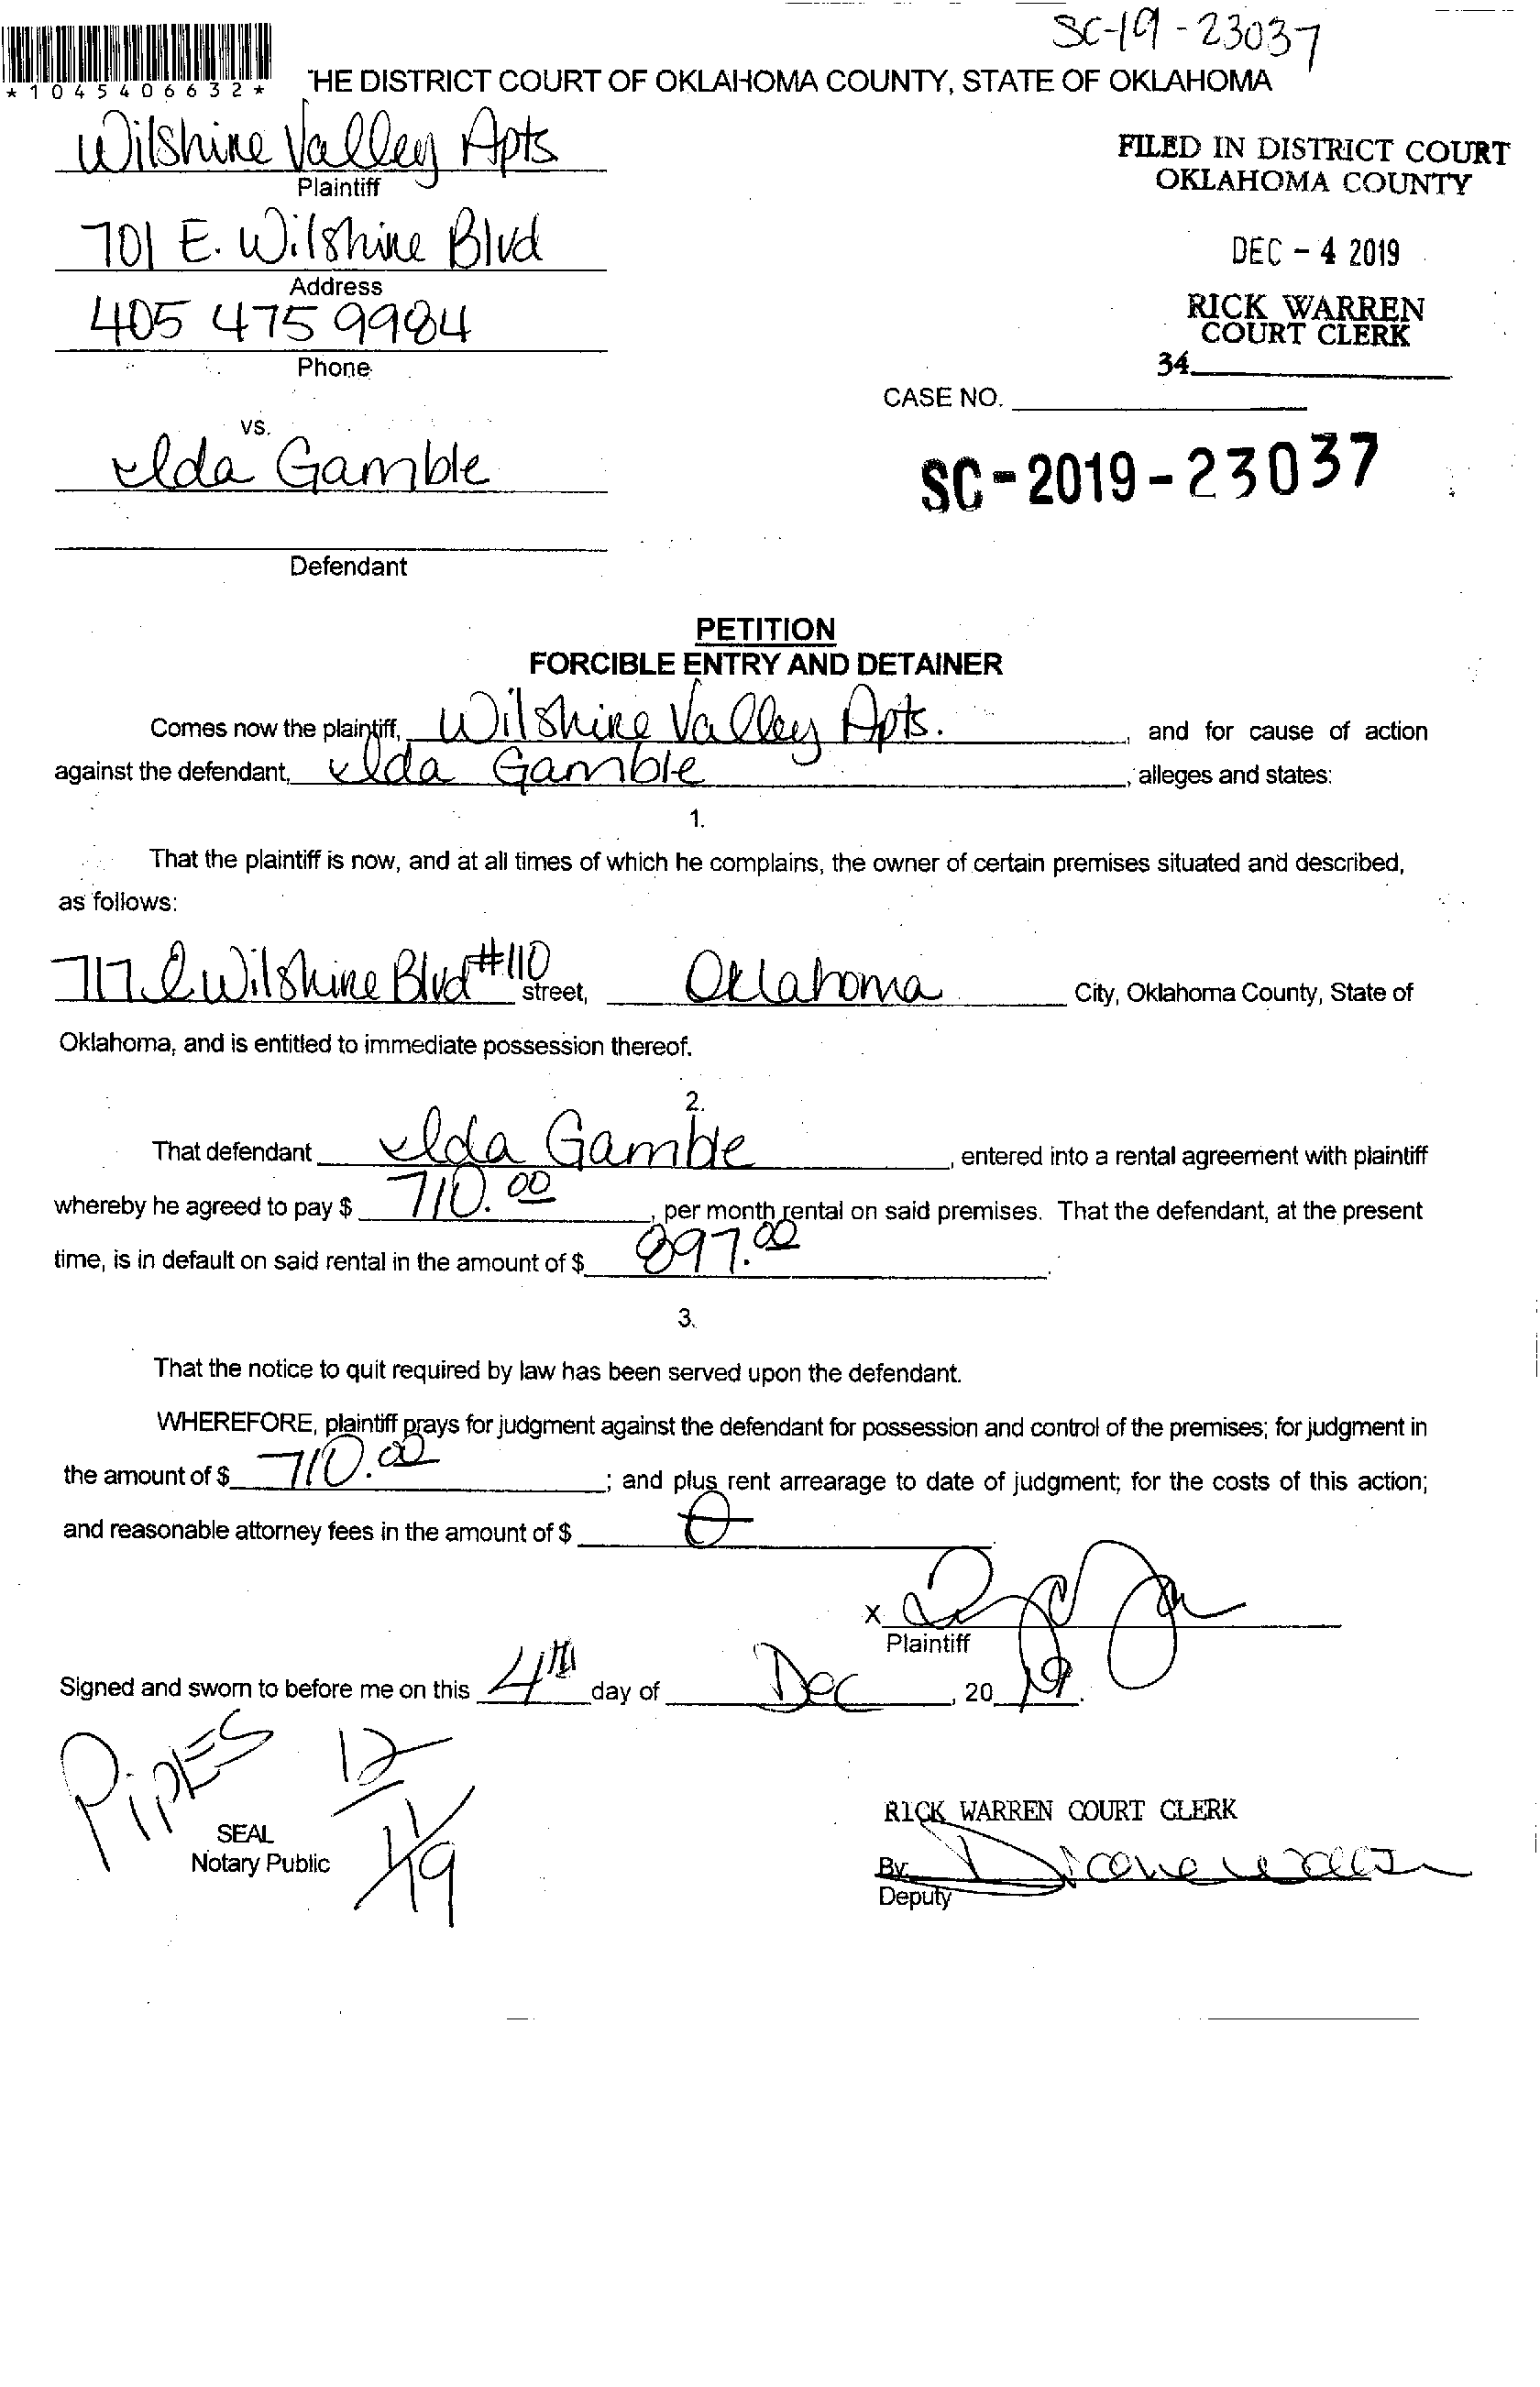 SC-19-23037
*1045406632*
THE DISTRICT COURT OF OKLAHOMA COUNTY, STATE OF OKLAHOMA
Wilshire Valley Apts
Plaintiff
FILED IN DISTRICT COURT
OKLAHOMA COUNTY
701 E. Wilshire Blvd
Address
DEC - 4 2019
405 475 9984
Phone
RICK WARREN
COURT CLERK
34
CASE NO.
vs.
Ida Gamble
SC-2019-23037
Defendant
PETITION
FORCIBLE ENTRY AND DETAINER
Comes now the plaintiff, Wilshire Valley Apts. , and for cause of action
against the defendant, Ida Gamble , alleges and states:
1.
That the plaintiff is now, and at all times of which he complains, the owner of certain premises situated and described,
as follows:
717 E Wilshire Blvd #110 street, Oklahoma City, Oklahoma County, State of
Oklahoma, and is entitled to immediate possession thereof.
2.
That defendant Ida Gamble , entered into a rental agreement with plaintiff
whereby he agreed to pay $ 710.00 , per month rental on said premises. That the defendant, at the present
time, is in default on said rental in the amount of $ 897.00 .
3.
That the notice to quit required by law has been served upon the defendant.
WHEREFORE, plaintiff prays for judgment against the defendant for possession and control of the premises; for judgment in
the amount of $ 710.00 ; and plus rent arrearage to date of judgment; for the costs of this action;
and reasonable attorney fees in the amount of $ 0
X
Plaintiff
Signed and sworn to before me on this 4th day of Dec , 20 19 .
PipES 12/11/19
SEAL
Notary Public
RICK WARREN COURT CLERK
By
Deputy